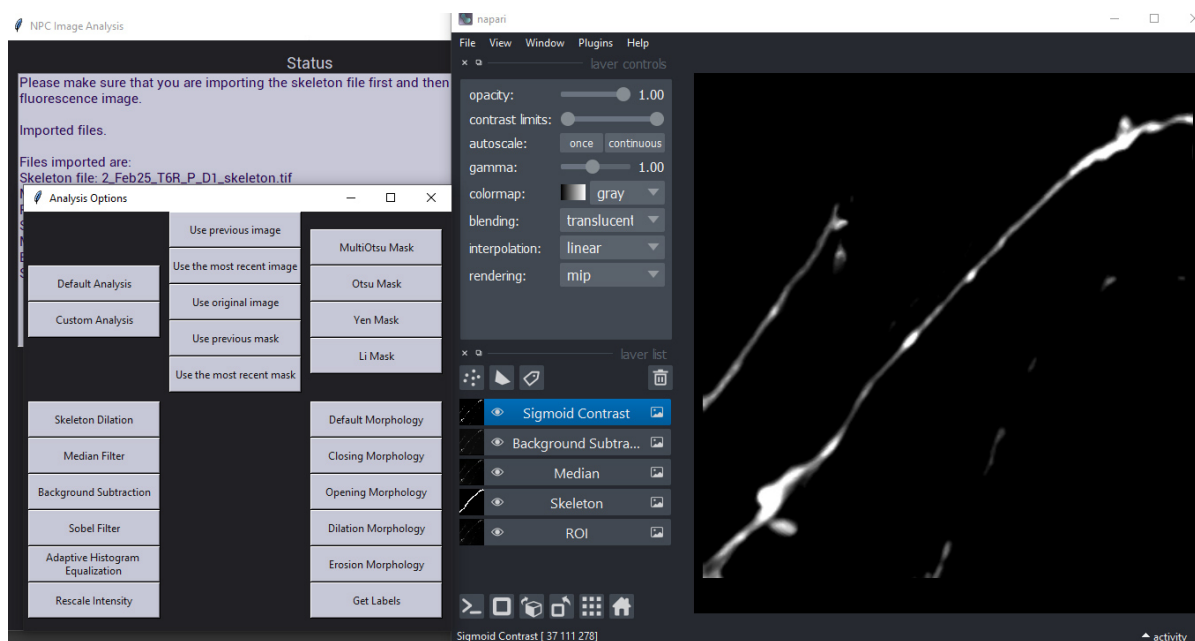 NPC Image Analysis
Status
Please make sure that you are importing the skeleton file first and then
fluorescence image.
Imported files.
Files imported are:
Skeleton file: 2_Feb25_T6R_P_D1_skeleton.tif
Analysis Options
Use previous image
Use the most recent image
Use original image
Use previous mask
Use the most recent mask
MultiOtsu Mask
Otsu Mask
Yen Mask
Li Mask
Default Analysis
Custom Analysis
Skeleton Dilation
Median Filter
Background Subtraction
Sobel Filter
Adaptive Histogram
Equalization
Rescale Intensity
Default Morphology
Closing Morphology
Opening Morphology
Dilation Morphology
Erosion Morphology
Get Labels
napari
File View Window Plugins Help
layer controls
opacity: 1.00
contrast limits:
autoscale: once continuous
gamma: 1.00
colormap: gray
blending: translucent
interpolation: linear
rendering: mip
layer list
Sigmoid Contrast
Background Subtra...
Median
Skeleton
ROI
Sigmoid Contrast [ 37 111 278]
activity